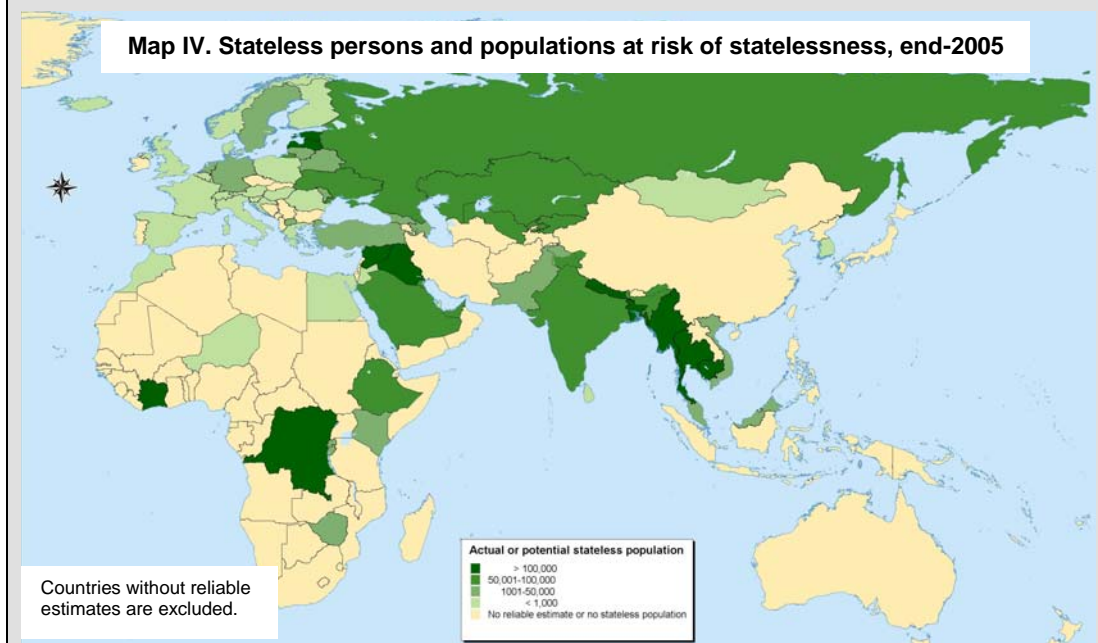 Map IV. Stateless persons and populations at risk of statelessness, end-2005
Actual or potential stateless population
> 100,000
50,001-100,000
1001-50,000
< 1,000
No reliable estimate or no stateless population
Countries without reliable
estimates are excluded.